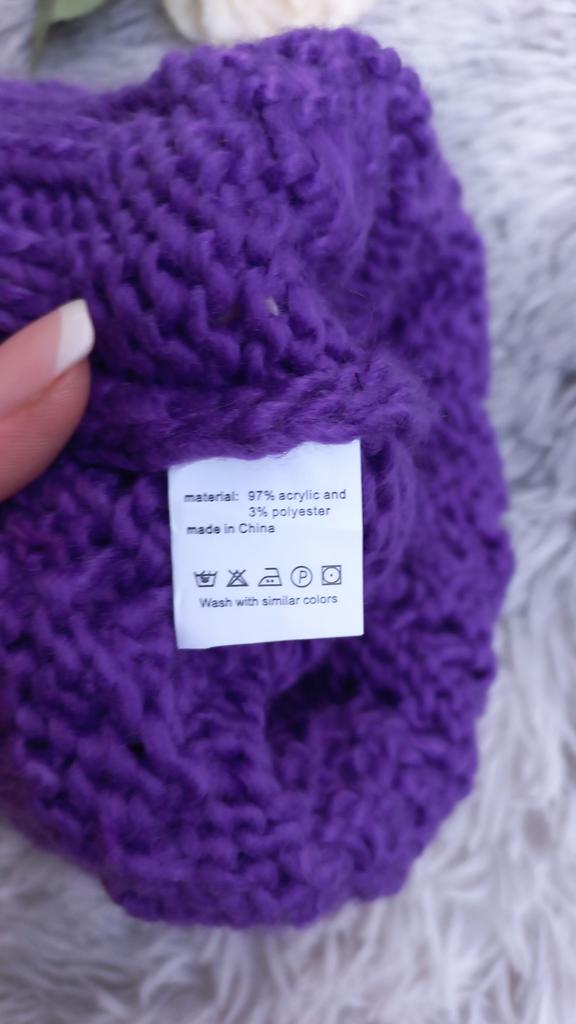 material: 97% acrylic and
3% polyester
made in China
P
Wash with similar colors